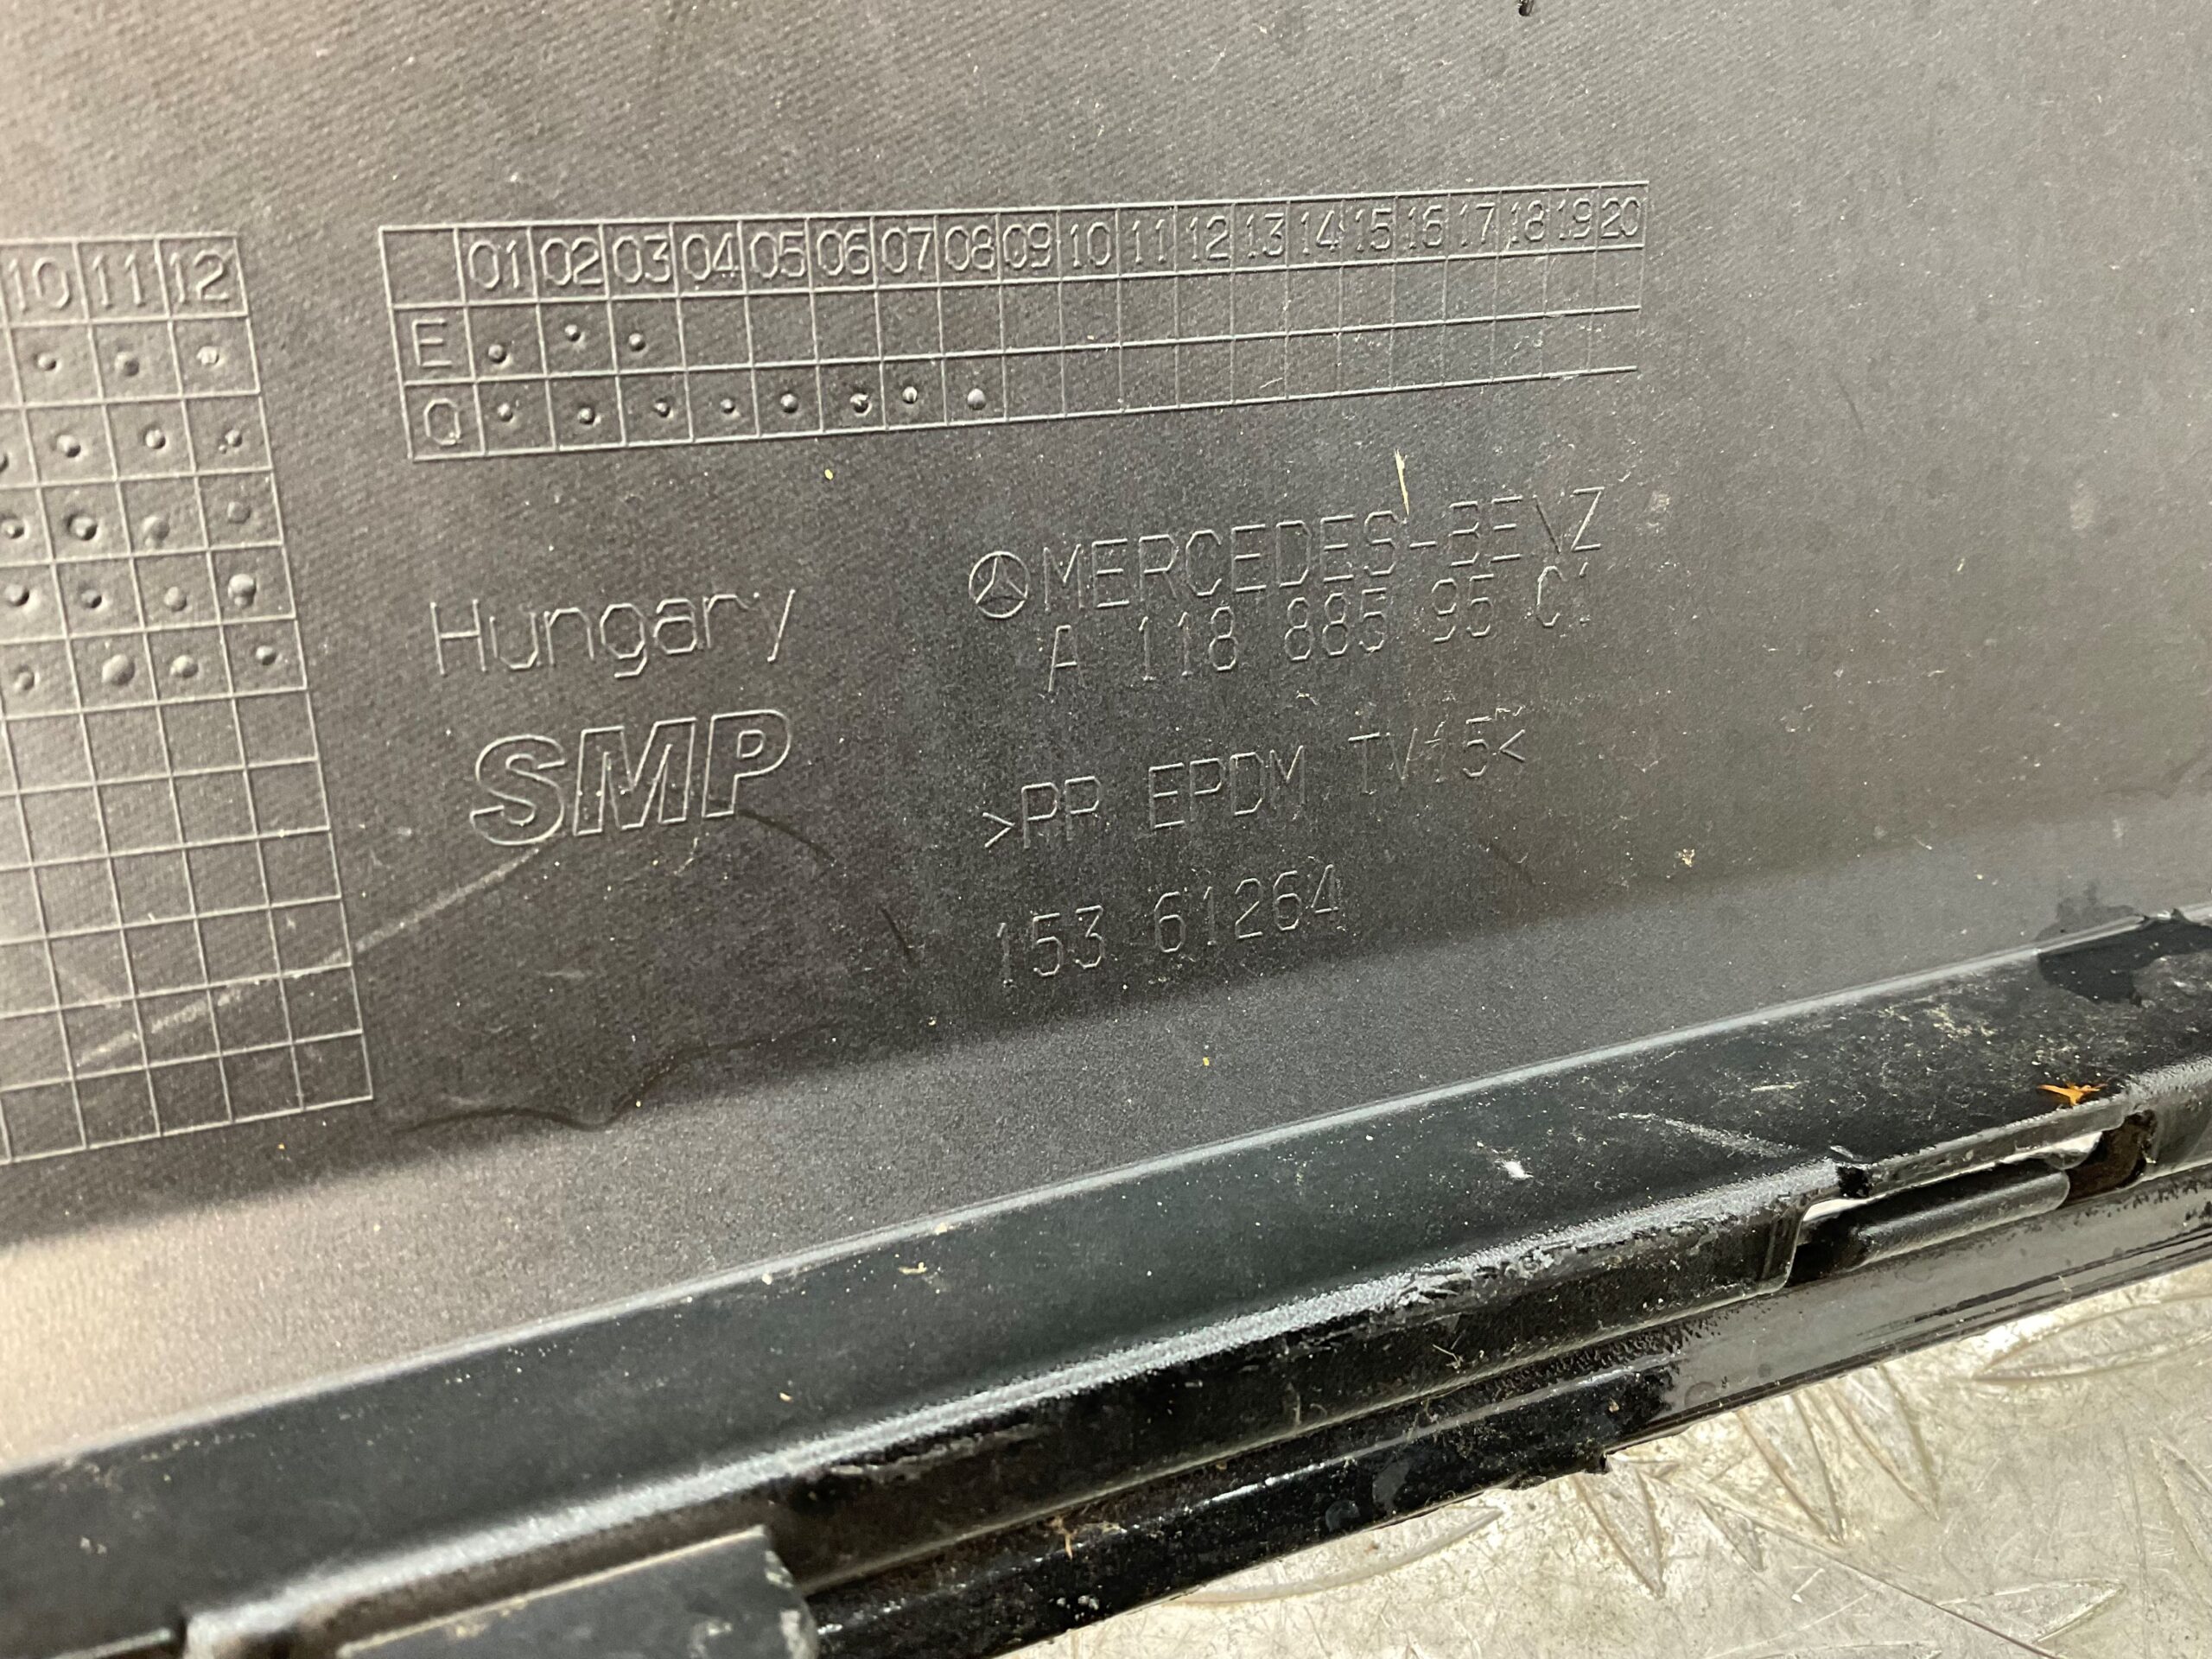 10 11 12
01 02 03 04 05 06 07 08 09 10 11 12 13 14 15 16 17 18 19 20
E
Q
Hungary
SMP
MERCEDES-BENZ
A 118 885 95 01
>PP EPDM TV15<
153 61264